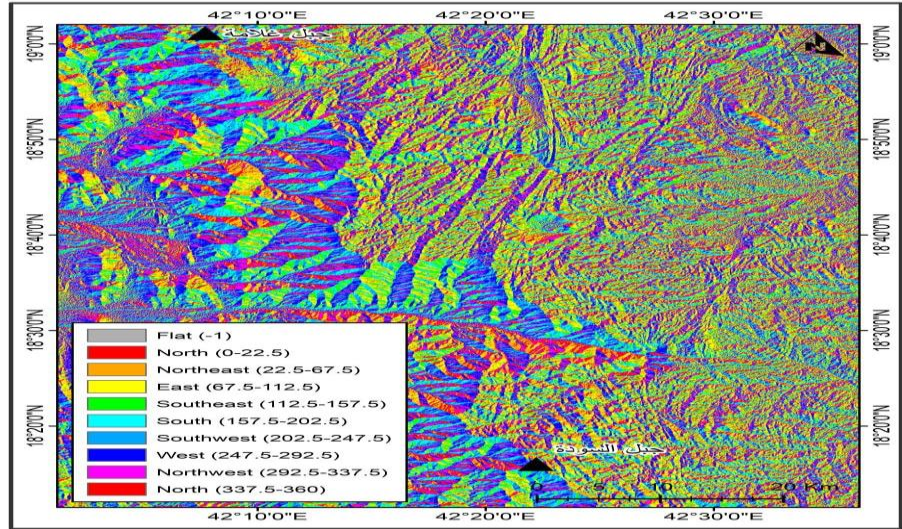 42°10'0"E 42°20'0"E 42°30'0"E
جبل غلامة
N
19°0'0"N 19°0'0"N
18°50'0"N 18°50'0"N
18°40'0"N 18°40'0"N
18°30'0"N 18°30'0"N
18°20'0"N 18°20'0"N
Flat (-1)
North (0-22.5)
Northeast (22.5-67.5)
East (67.5-112.5)
Southeast (112.5-157.5)
South (157.5-202.5)
Southwest (202.5-247.5)
West (247.5-292.5)
Northwest (292.5-337.5)
North (337.5-360)
جبل السودة
0 5 10 20 Km
42°10'0"E 42°20'0"E 42°30'0"E